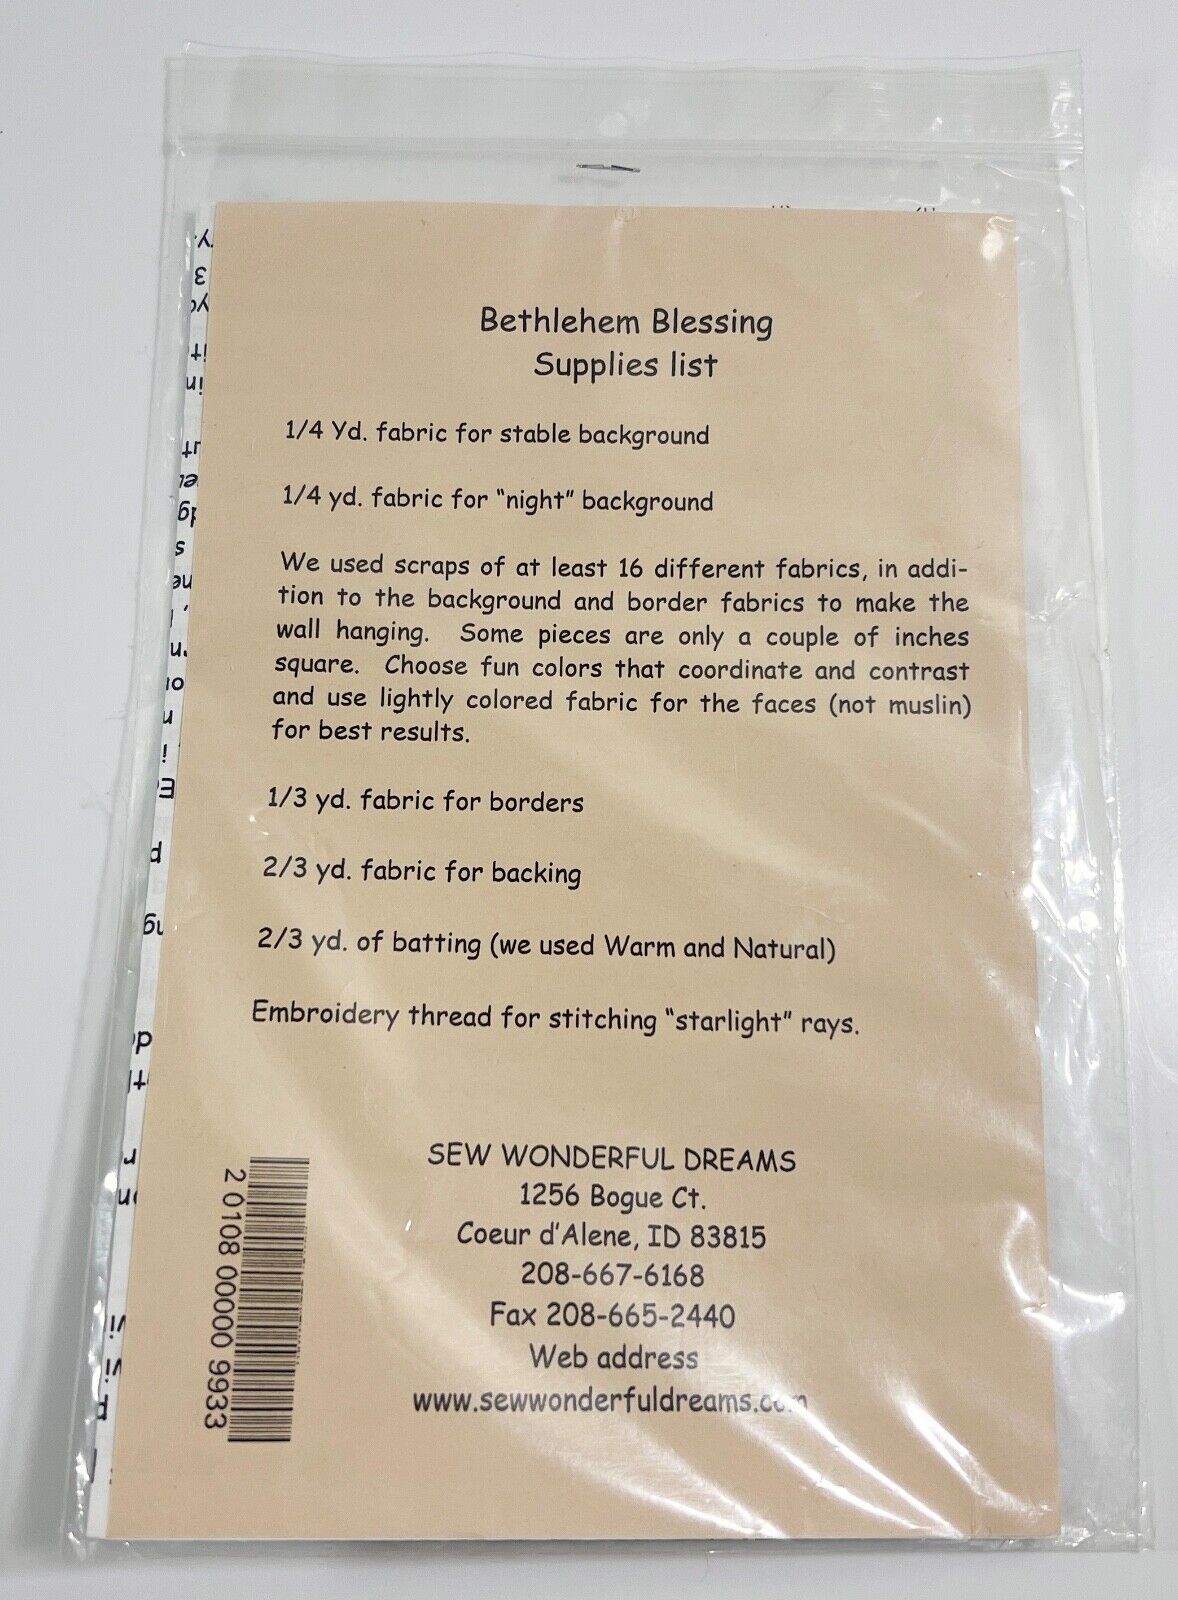 Bethlehem Blessing
Supplies list
1/4 Yd. fabric for stable background
1/4 yd. fabric for “night” background
We used scraps of at least 16 different fabrics, in addi-
tion to the background and border fabrics to make the
wall hanging. Some pieces are only a couple of inches
square. Choose fun colors that coordinate and contrast
and use lightly colored fabric for the faces (not muslin)
for best results.
1/3 yd. fabric for borders
2/3 yd. fabric for backing
2/3 yd. of batting (we used Warm and Natural)
Embroidery thread for stitching “starlight” rays.
SEW WONDERFUL DREAMS
1256 Bogue Ct.
Coeur d’Alene, ID 83815
208-667-6168
Fax 208-665-2440
Web address
www.sewwonderfuldreams.com
2 0108 00000 9933